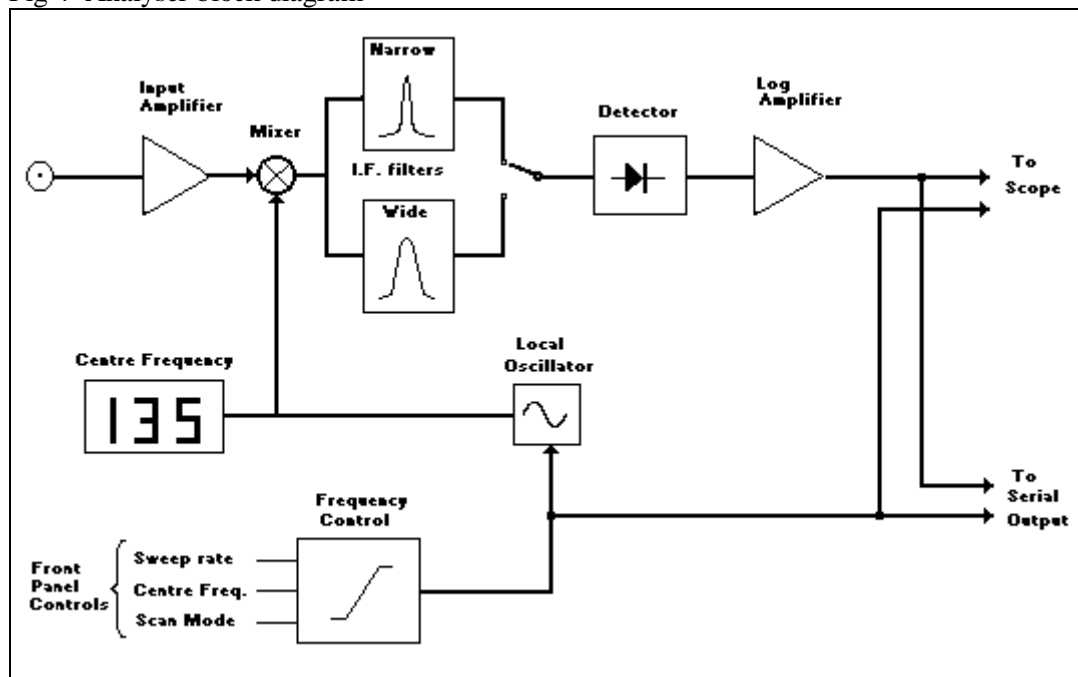 Fig 4 Analyser block diagram
Narrow
Input
Amplifier
Log
Amplifier
Detector
Mixer
I.F. filters
To
Scope
Wide
Local
Oscillator
Centre Frequency
135
To
Serial
Output
Frequency
Control
Front
Panel
Controls
Sweep rate
Centre Freq.
Scan Mode